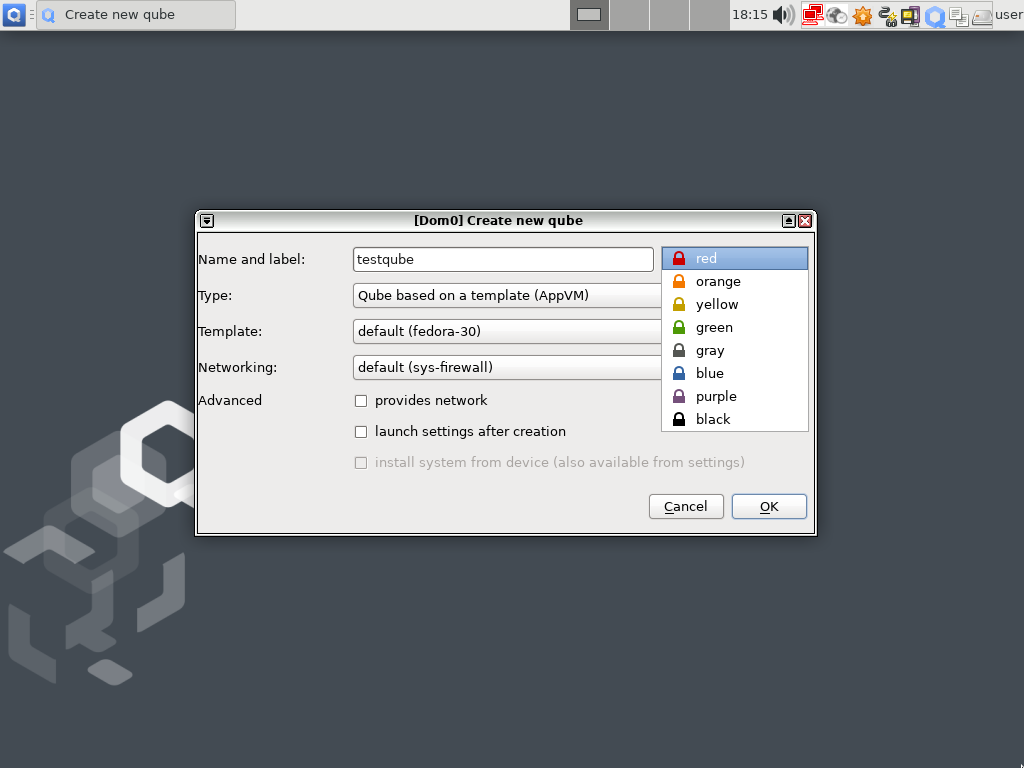 Create new qube
18:15
user
[Dom0] Create new qube
Name and label:
testqube
red
orange
yellow
green
gray
blue
purple
black
Type:
Qube based on a template (AppVM)
Template:
default (fedora-30)
Networking:
default (sys-firewall)
Advanced
provides network
launch settings after creation
install system from device (also available from settings)
Cancel
OK